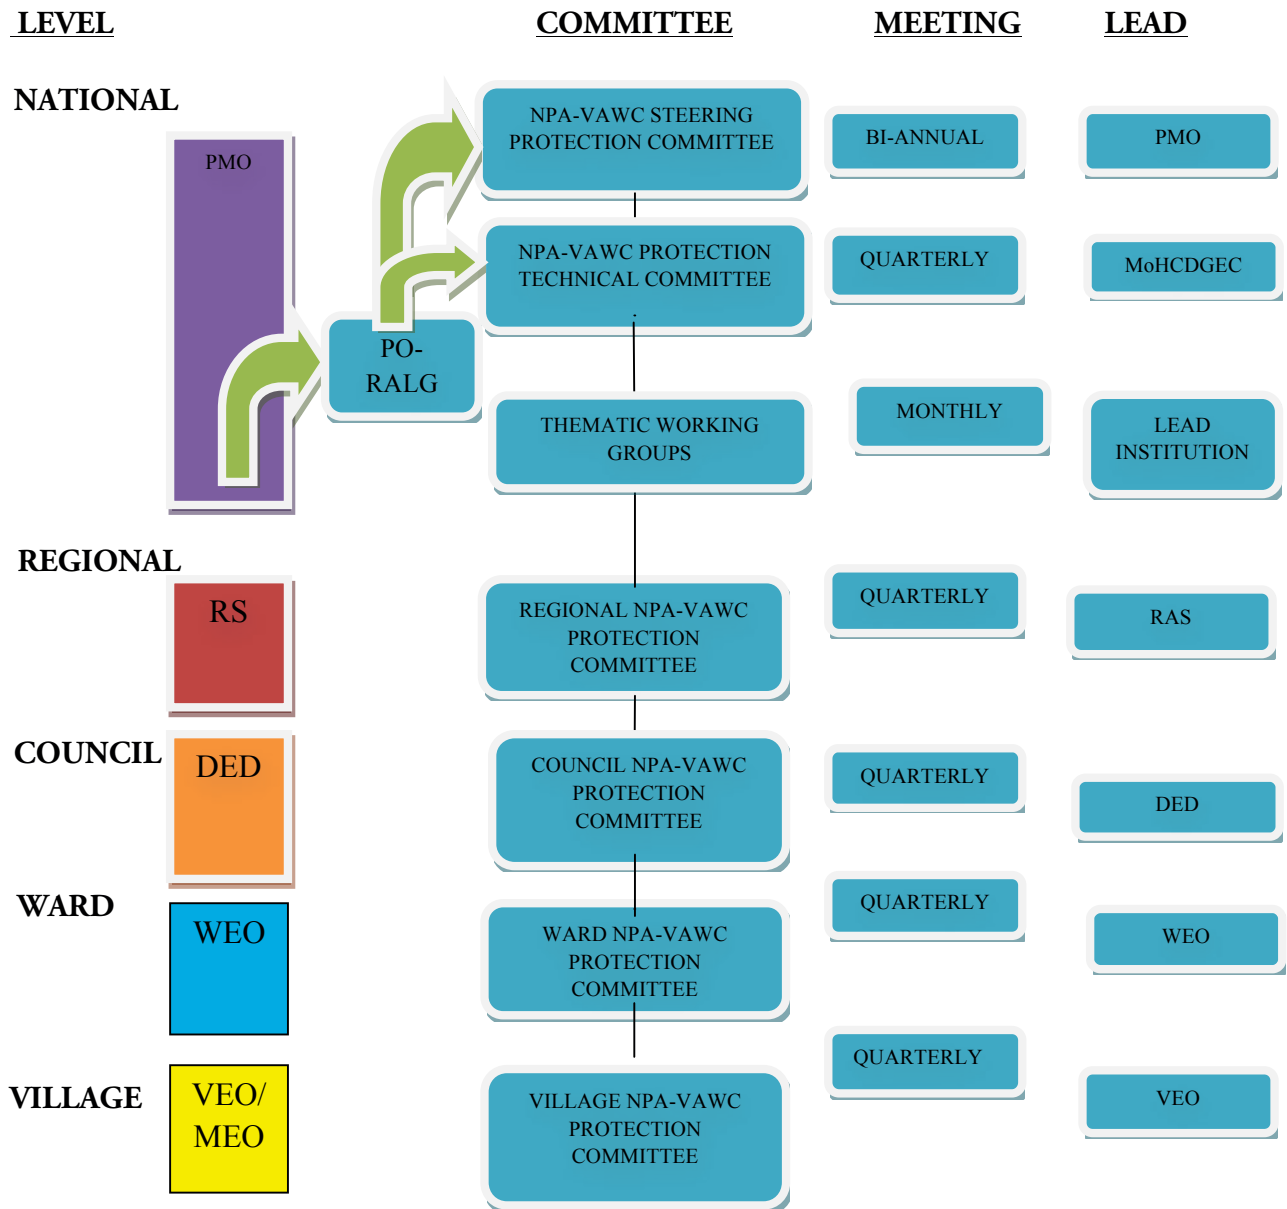 LEVEL
COMMITTEE
MEETING
LEAD
NATIONAL
PMO
NPA-VAWC STEERING
PROTECTION COMMITTEE
BI-ANNUAL
PMO
NPA-VAWC PROTECTION
TECHNICAL COMMITTEE
QUARTERLY
MoHCDGEC
PO-
RALG
THEMATIC WORKING
GROUPS
MONTHLY
LEAD
INSTITUTION
REGIONAL
RS
REGIONAL NPA-VAWC
PROTECTION
COMMITTEE
QUARTERLY
RAS
COUNCIL
DED
COUNCIL NPA-VAWC
PROTECTION
COMMITTEE
QUARTERLY
DED
WARD
WEO
WARD NPA-VAWC
PROTECTION
COMMITTEE
QUARTERLY
WEO
VILLAGE
VEO/
MEO
VILLAGE NPA-VAWC
PROTECTION
COMMITTEE
QUARTERLY
VEO